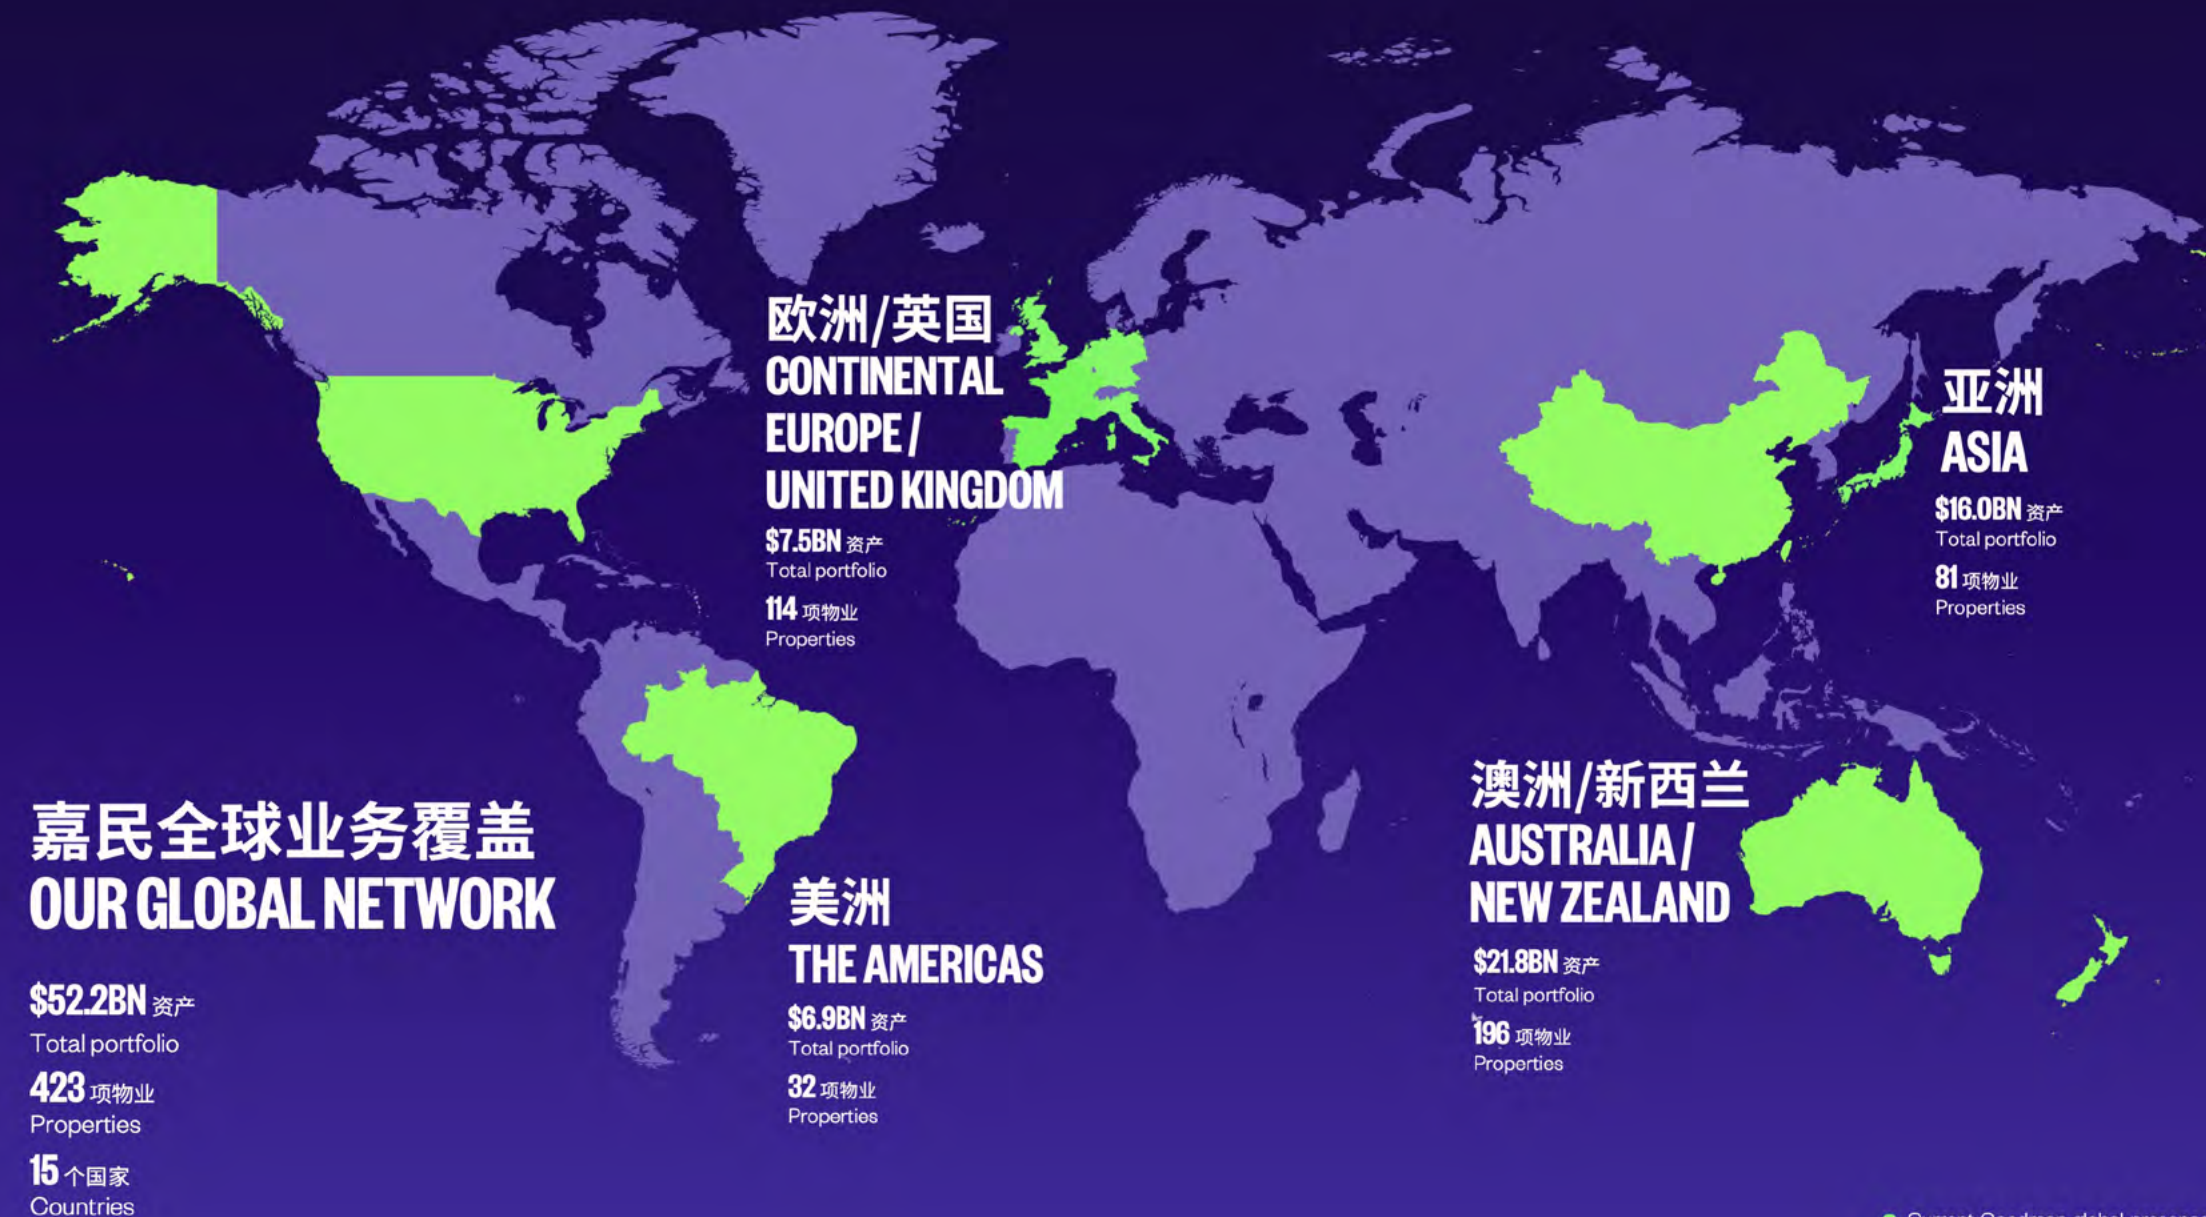 欧洲/英国
CONTINENTAL
EUROPE /
UNITED KINGDOM
$7.5BN 资产
Total portfolio
114 项物业
Properties
亚洲
ASIA
$16.0BN 资产
Total portfolio
81 项物业
Properties
嘉民全球业务覆盖
OUR GLOBAL NETWORK
$52.2BN 资产
Total portfolio
423 项物业
Properties
15 个国家
Countries
美洲
THE AMERICAS
$6.9BN 资产
Total portfolio
32 项物业
Properties
澳洲/新西兰
AUSTRALIA /
NEW ZEALAND
$21.8BN 资产
Total portfolio
196 项物业
Properties